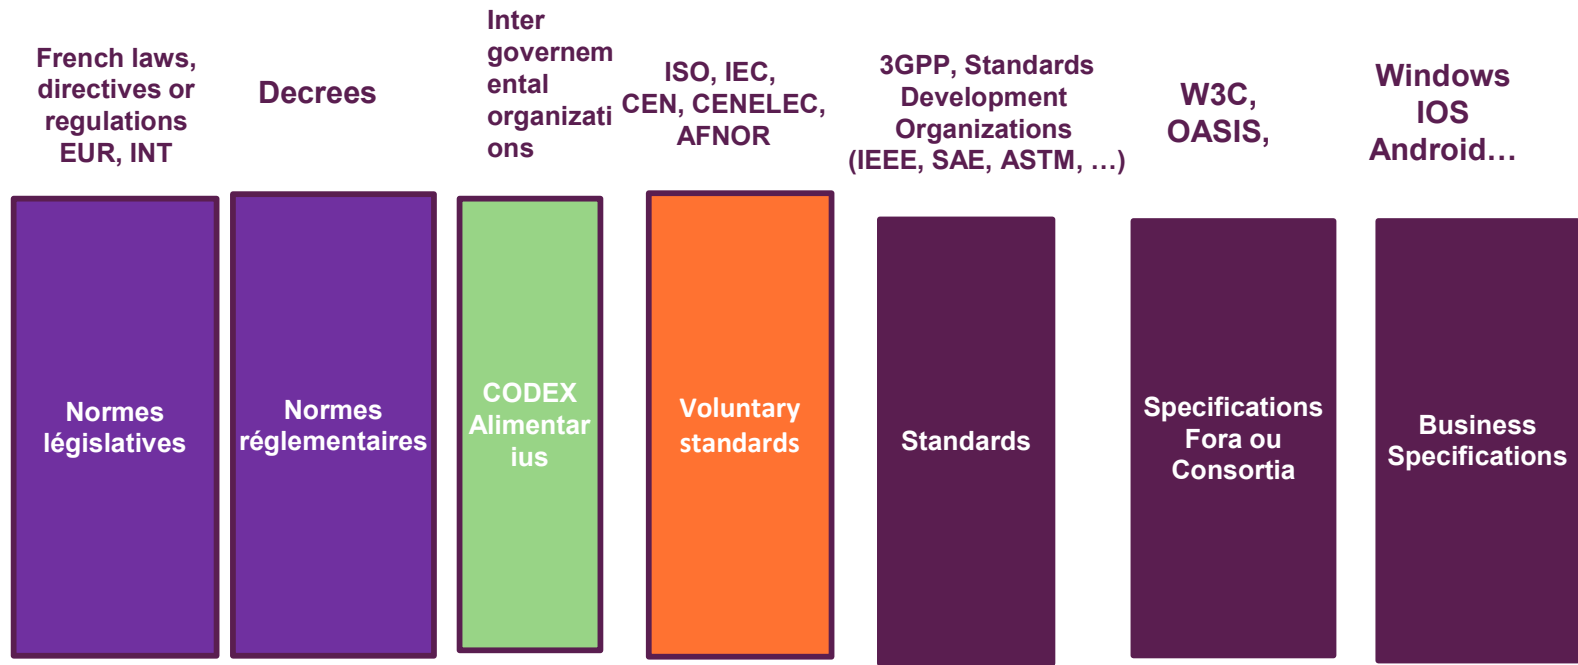 French laws,
directives or
regulations
EUR, INT
Decrees
Inter
governem
ental
organizati
ons
ISO, IEC,
CEN, CENELEC,
AFNOR
3GPP, Standards
Development
Organizations
(IEEE, SAE, ASTM, …)
W3C,
OASIS,
Windows
IOS
Android…
Normes
législatives
Normes
réglementaires
CODEX
Alimentar
ius
Voluntary
standards
Standards
Specifications
Fora ou
Consortia
Business
Specifications